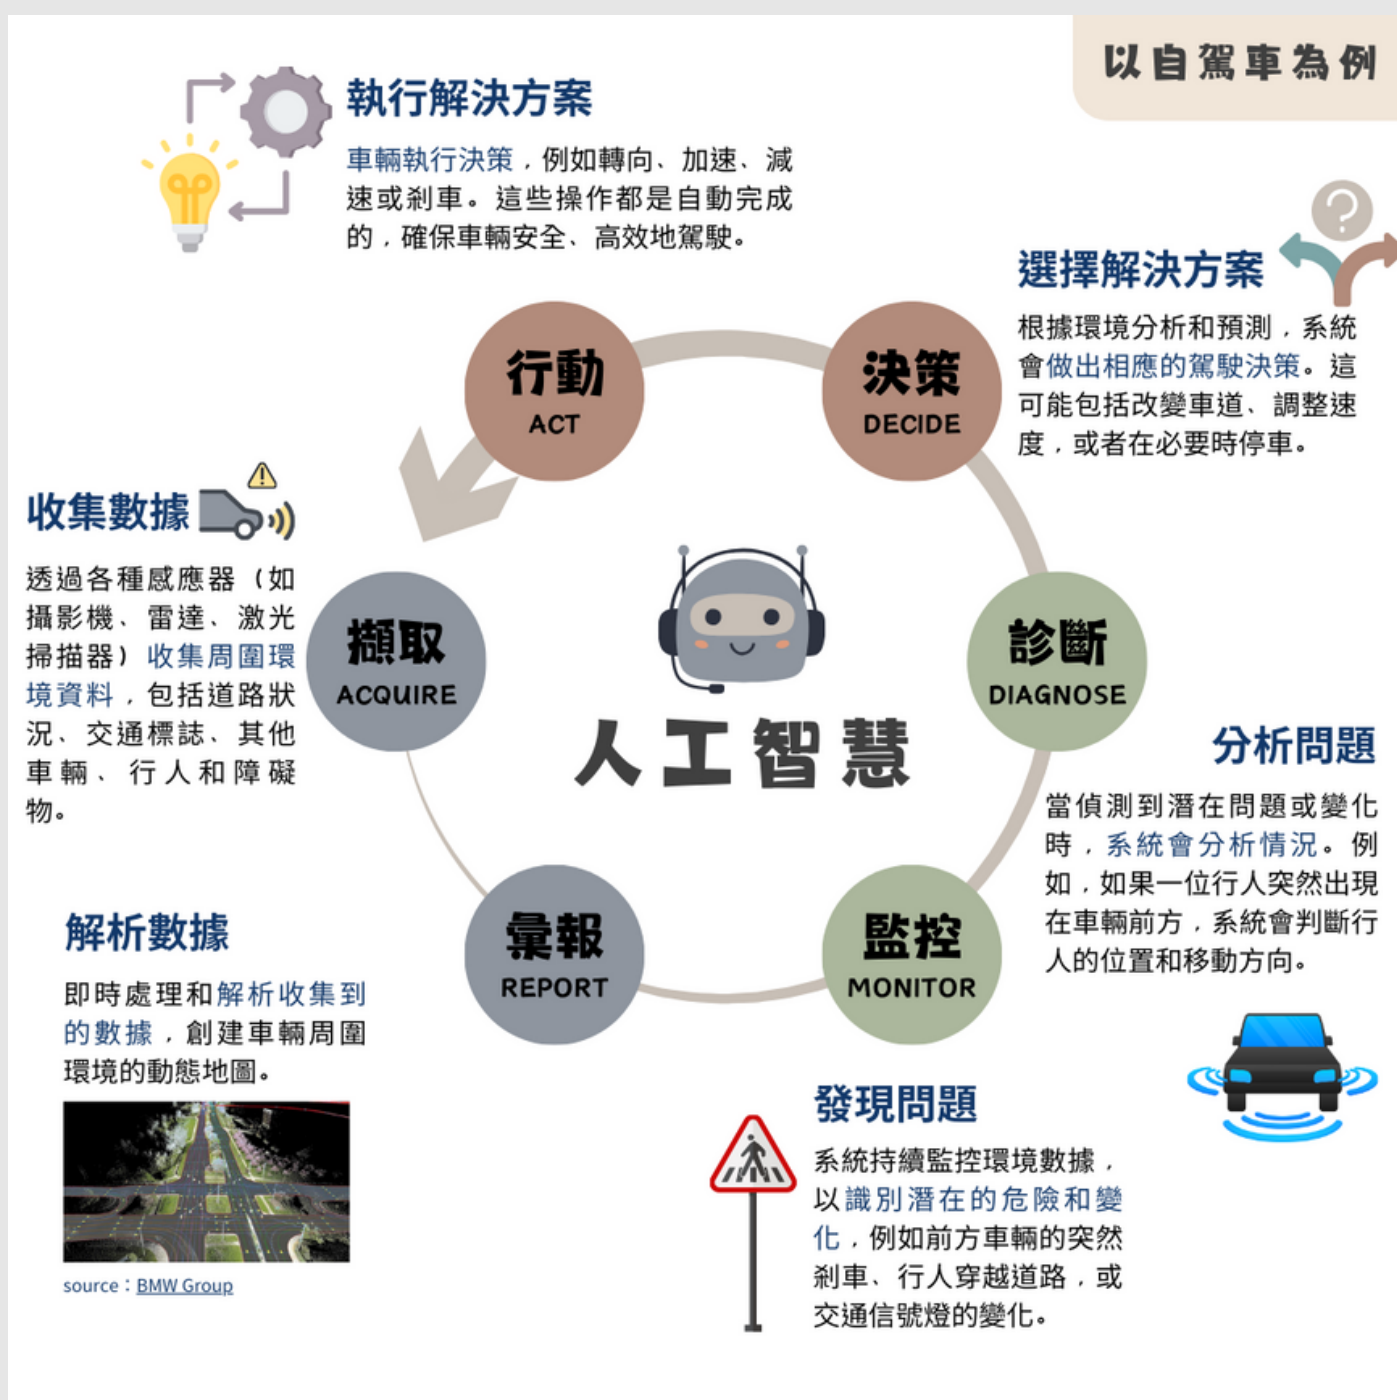 以自駕車為例
執行解決方案
車輛執行決策，例如轉向、加速、減
速或剎車。這些操作都是自動完成
的，確保車輛安全、高效地駕駛。
選擇解決方案
根據環境分析和預測，系統
會做出相應的駕駛決策。這
可能包括改變車道、調整速
度，或者在必要時停車。
行動
ACT
決策
DECIDE
收集數據
透過各種感應器（如
攝影機、雷達、激光
掃描器）收集周圍環
境資料，包括道路狀
況、交通標誌、其他
車輛、行人和障礙
物。
擷取
ACQUIRE
診斷
DIAGNOSE
人工智慧
分析問題
當偵測到潛在問題或變化
時，系統會分析情況。例
如，如果一位行人突然出現
在車輛前方，系統會判斷行
人的位置和移動方向。
彙報
REPORT
監控
MONITOR
解析數據
即時處理和解析收集到
的數據，創建車輛周圍
環境的動態地圖。
source：BMW Group
發現問題
系統持續監控環境數據，
以識別潛在的危險和變
化，例如前方車輛的突然
剎車、行人穿越道路，或
交通信號燈的變化。